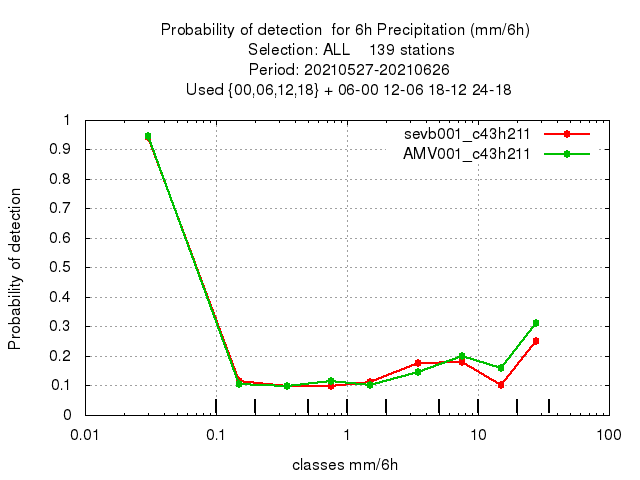 Probability of detection  for 6h Precipitation (mm/6h)
Selection: ALL    139 stations
Period: 20210527-20210626
Used {00,06,12,18} + 06-00 12-06 18-12 24-18
sevb001_c43h211
AMV001_c43h211
Probability of detection
1
0.9
0.8
0.7
0.6
0.5
0.4
0.3
0.2
0.1
0
0.01 0.1 1 10 100
classes mm/6h